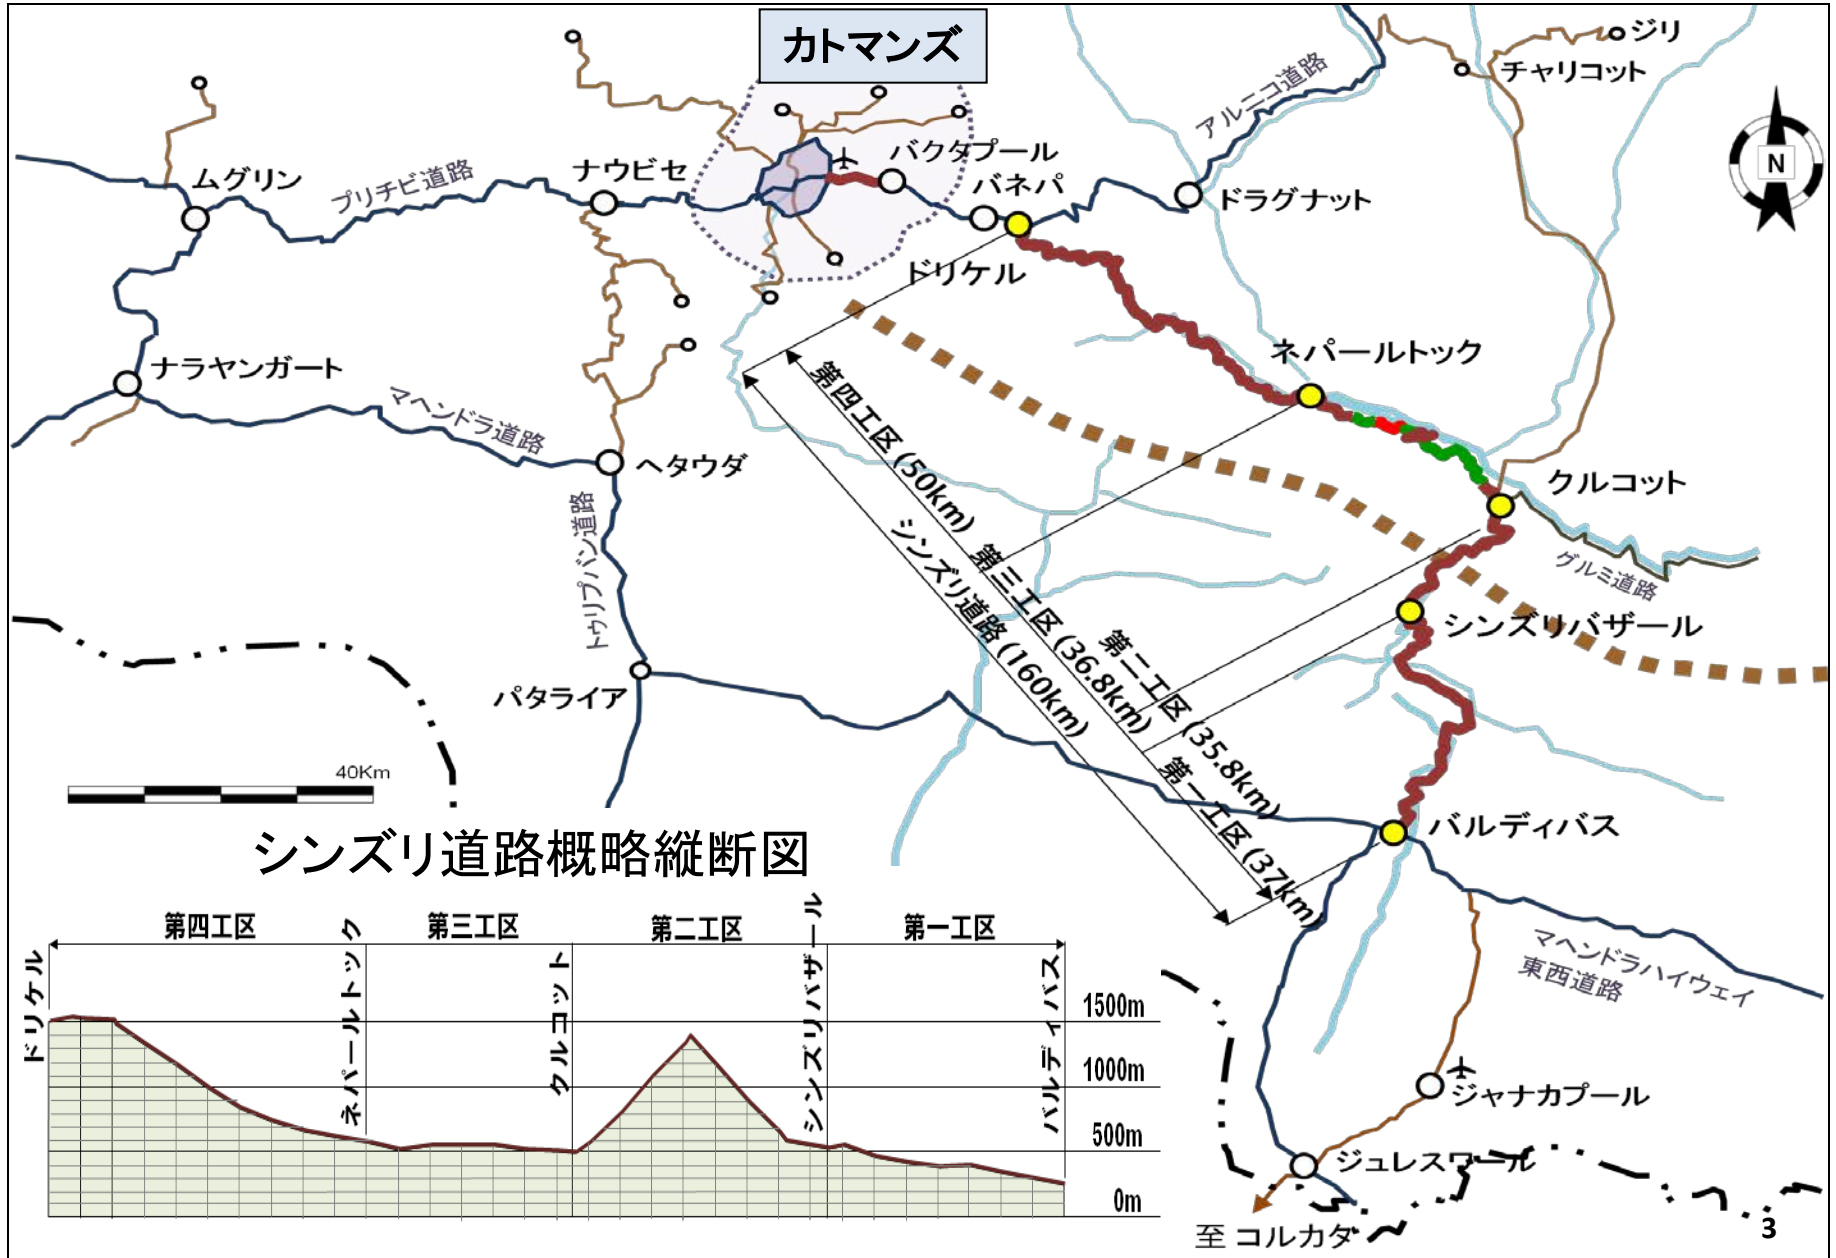 カトマンズ
ジリ
チャリコット
アルニコ道路
N
バクタプール
バネパ
ドラグナット
ドリケル
ムグリン
プリチビ道路
ナウビセ
ナラヤンガート
マヘンドラ道路
ヘタウダ
トゥリブバン道路
パタライア
ネパールトック
クルコット
グルミ道路
シンズリバザール
バルディバス
第四工区 (50km)
第三工区 (36.8km)
第二工区 (35.8km)
第一工区 (37km)
シンズリ道路 (160km)
40Km
マヘンドラハイウェイ
東西道路
ジャナカプール
ジュレスワール
至 コルカタ
シンズリ道路概略縦断図
第四工区
第三工区
第二工区
第一工区
ドリケル
ネパールトック
クルコット
シンズリバザール
バルディバス
1500m
1000m
500m
0m
3